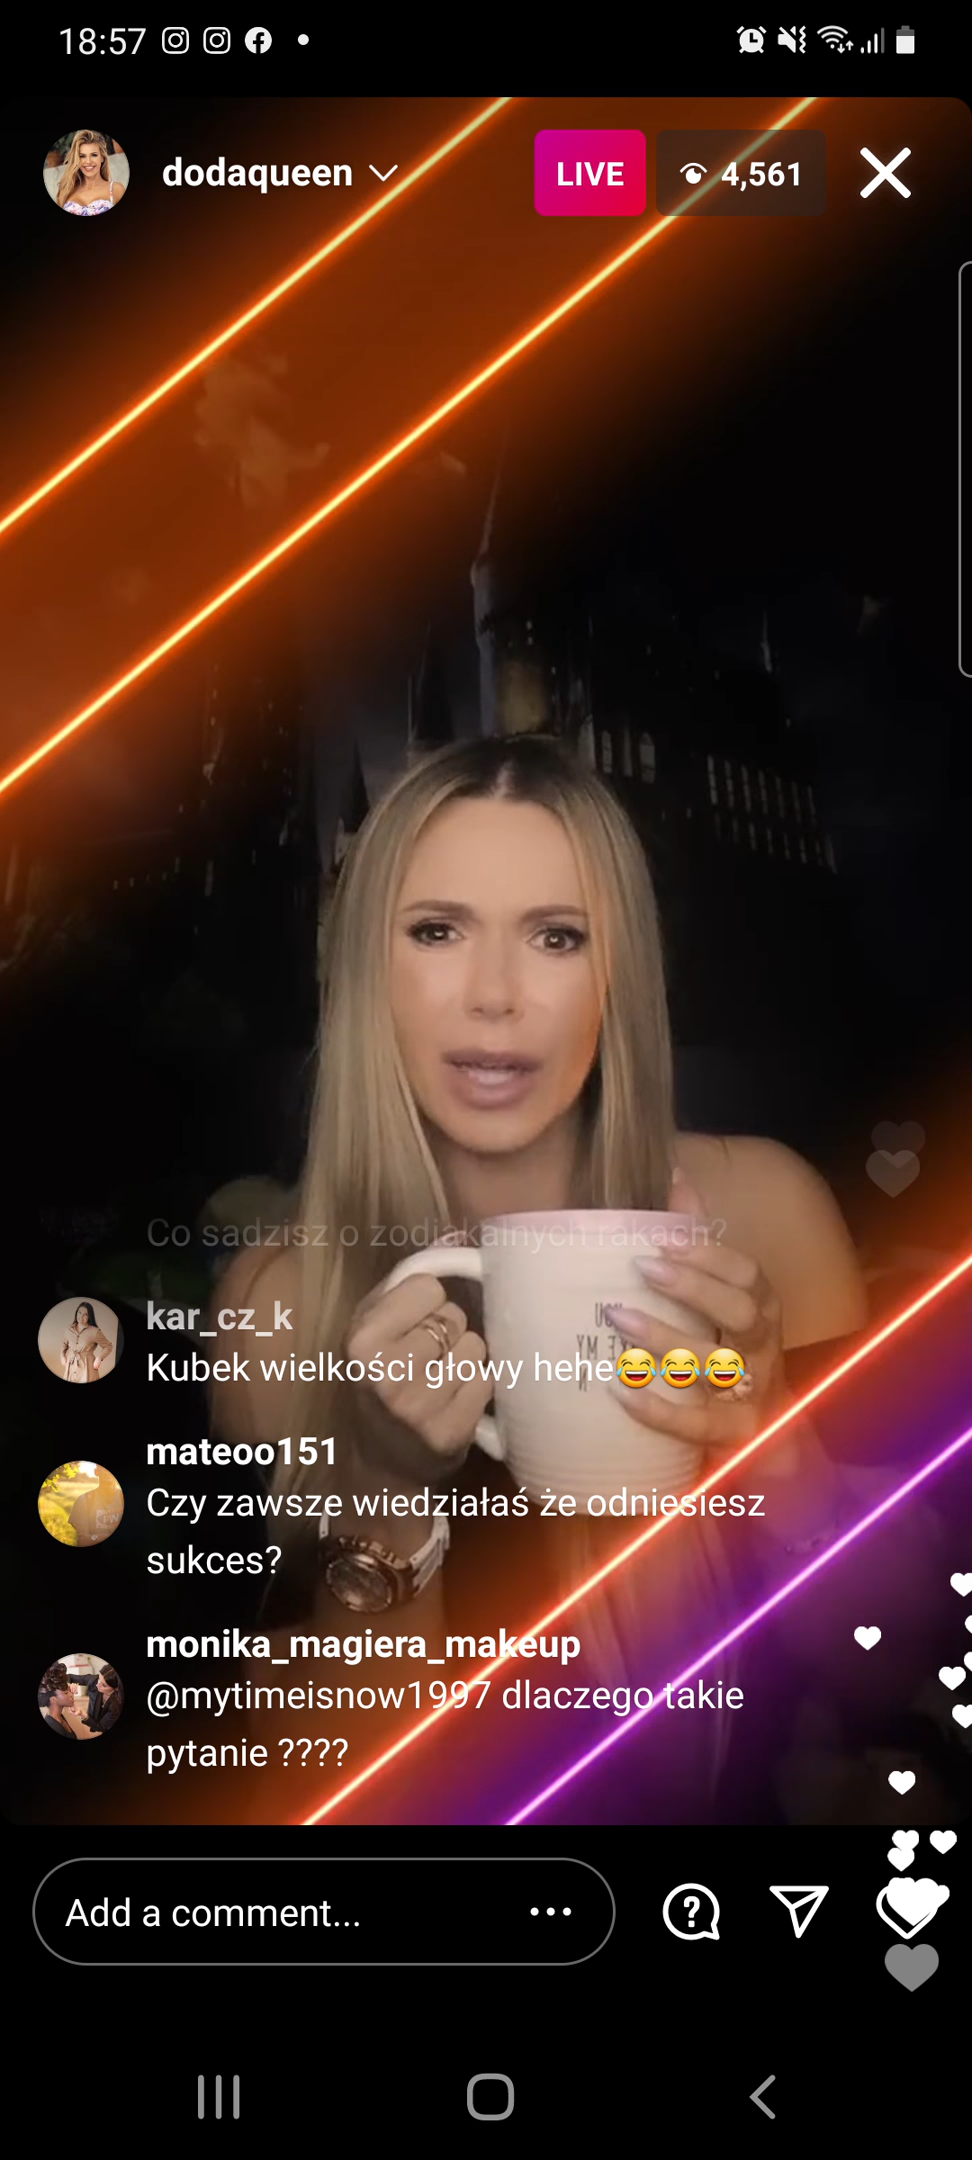 18:57
dodaqueen
LIVE
4,561
Co sadzisz o zodiakalnych rakach?
kar_cz_k
Kubek wielkości głowy hehe😂😂😂
mateoo151
Czy zawsze wiedziałaś że odniesiesz
sukces?
monika_magiera_makeup
@mytimeisnow1997 dlaczego takie
pytanie ????
Add a comment...